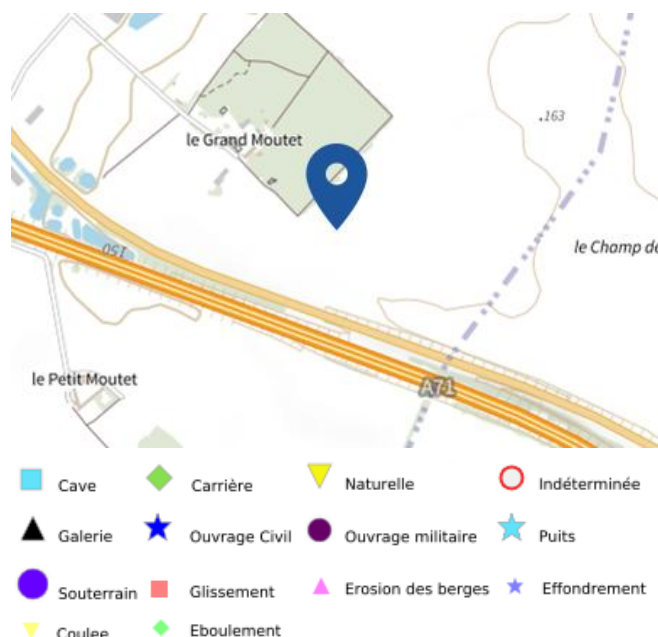 .163
le Grand Moutet
le Champ de
150
le Petit Moutet
A71
Cave
Carrière
Naturelle
Indéterminée
Galerie
Ouvrage Civil
Ouvrage militaire
Puits
Souterrain
Glissement
Erosion des berges
Effondrement
Coulee
Eboulement